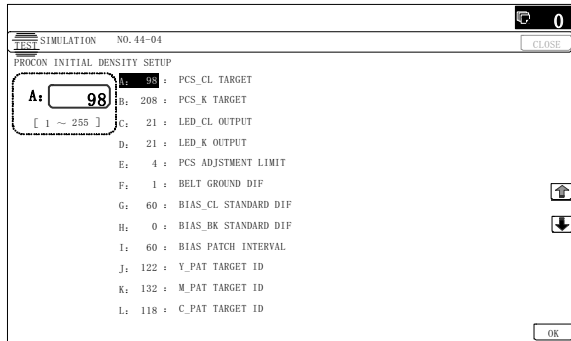 0
TEST SIMULATION NO.44-04
CLOSE
PROCON INITIAL DENSITY SETUP
A: 98
[ 1 ～ 255 ]
A: 98 : PCS_CL TARGET
B: 208 : PCS_K TARGET
C: 21 : LED_CL OUTPUT
D: 21 : LED_K OUTPUT
E: 4 : PCS ADJSTMENT LIMIT
F: 1 : BELT GROUND DIF
G: 60 : BIAS_CL STANDARD DIF
H: 0 : BIAS_BK STANDARD DIF
I: 60 : BIAS PATCH INTERVAL
J: 122 : Y_PAT TARGET ID
K: 132 : M_PAT TARGET ID
L: 118 : C_PAT TARGET ID
OK